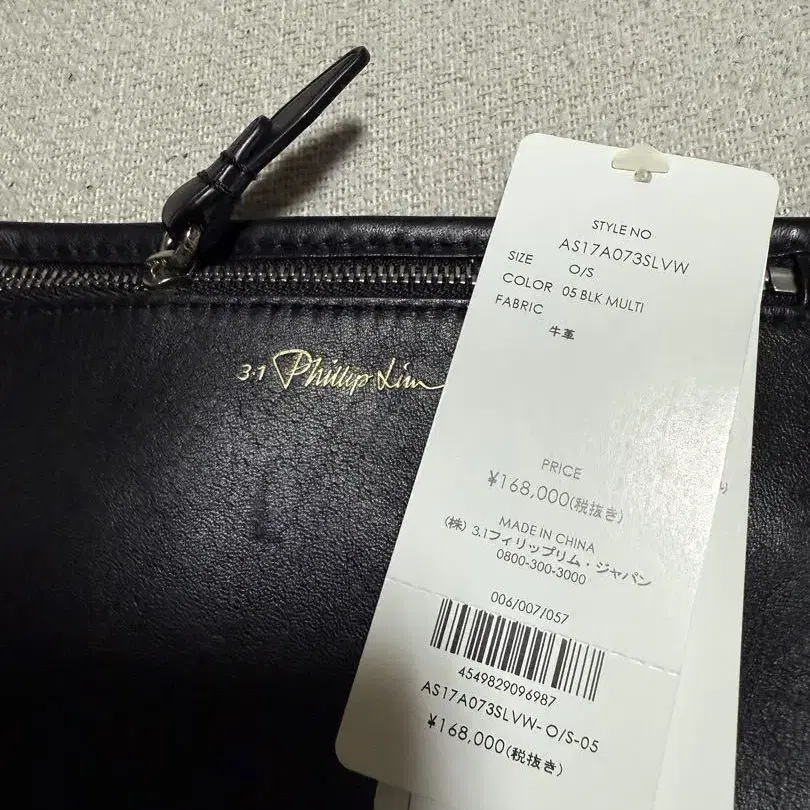 3.1 Phillip Lim
STYLE NO
AS17A073SLVW
SIZE O/S
COLOR 05 BLK MULTI
FABRIC
牛革
PRICE
¥168,000(税抜き)
MADE IN CHINA
(株) 3.1フィリップリム・ジャパン
0800-300-3000
006/007/057
4549829096987
AS17A073SLVW-O/S-05
¥168,000(税抜き)